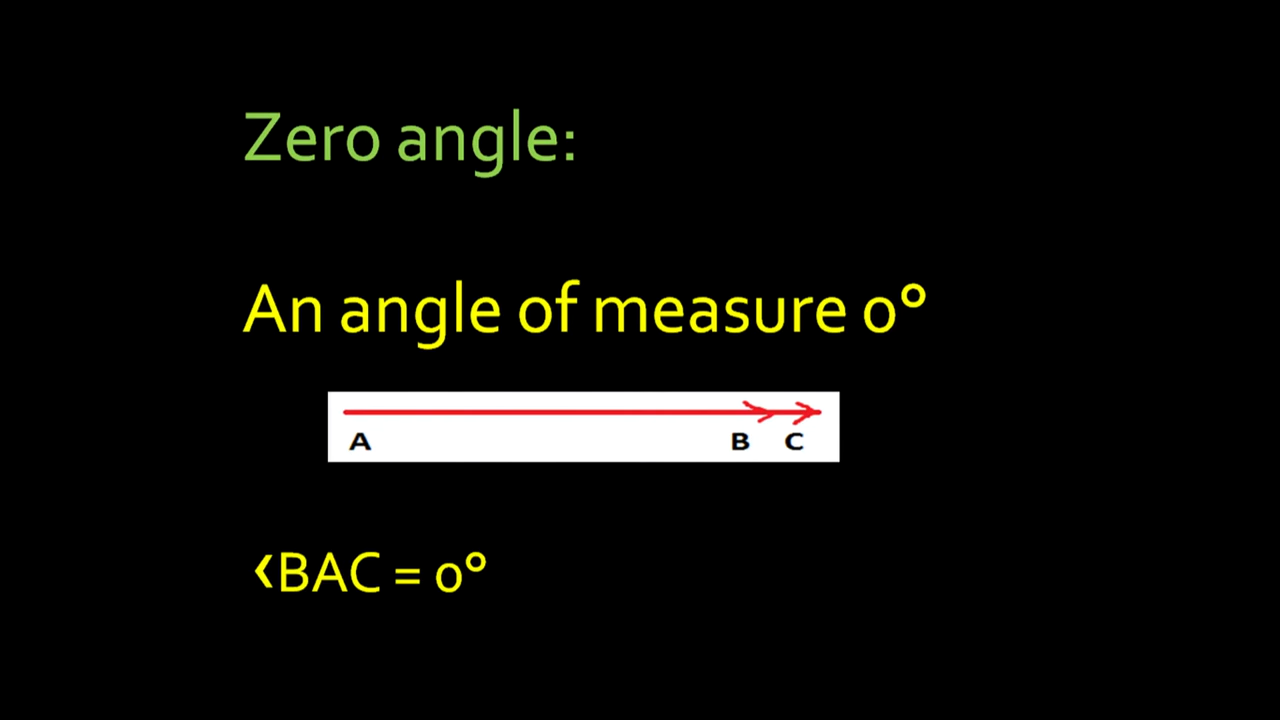 Zero angle:
An angle of measure 0°
A B C
‹BAC = 0°